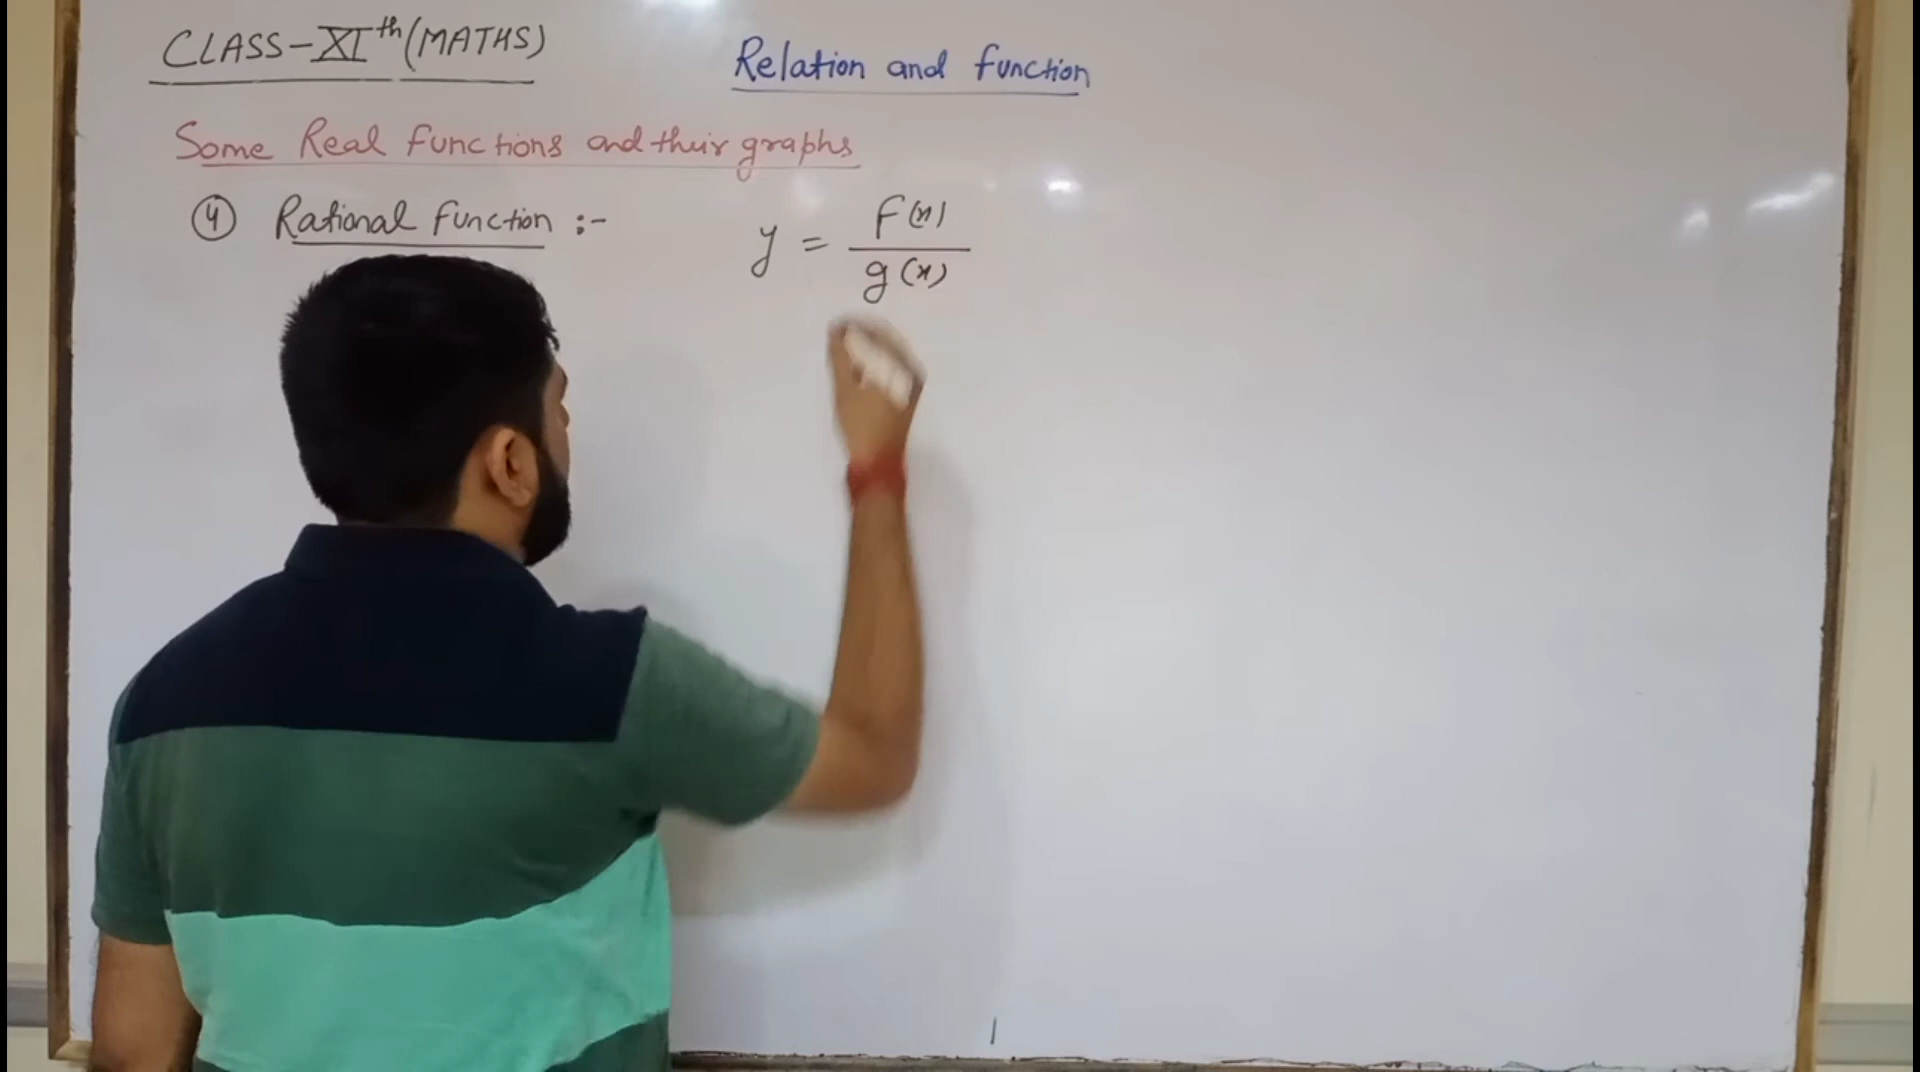 CLASS-XIth (MATHS)
Relation and function
Some Real functions and their graphs
④ Rational function :-
y = f(x) / g(x)